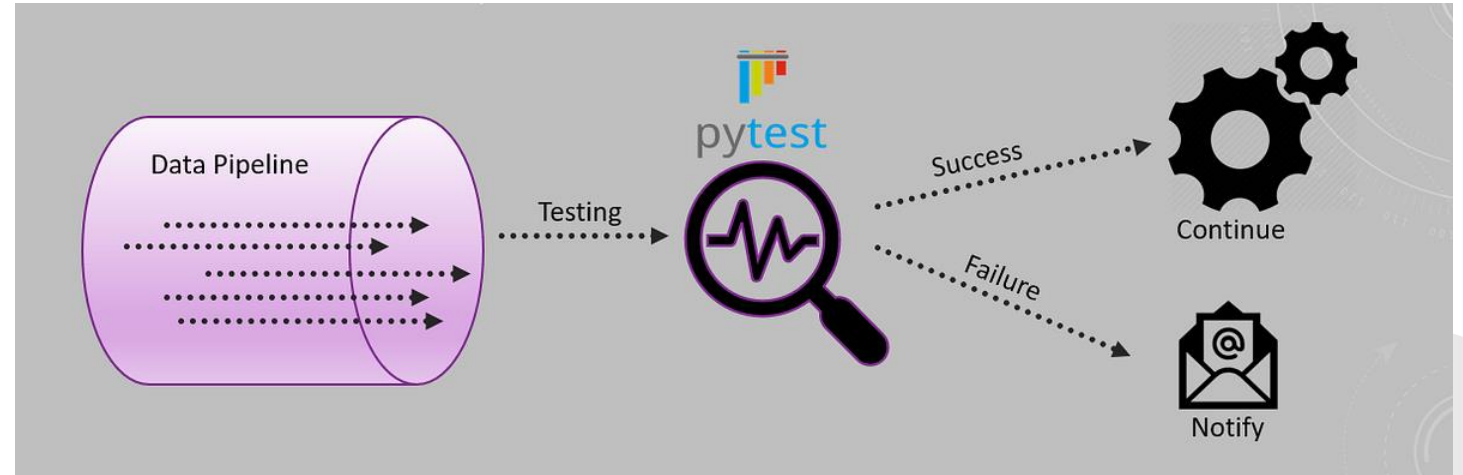 Data Pipeline
Testing
pytest
Success
Continue
Failure
@
Notify